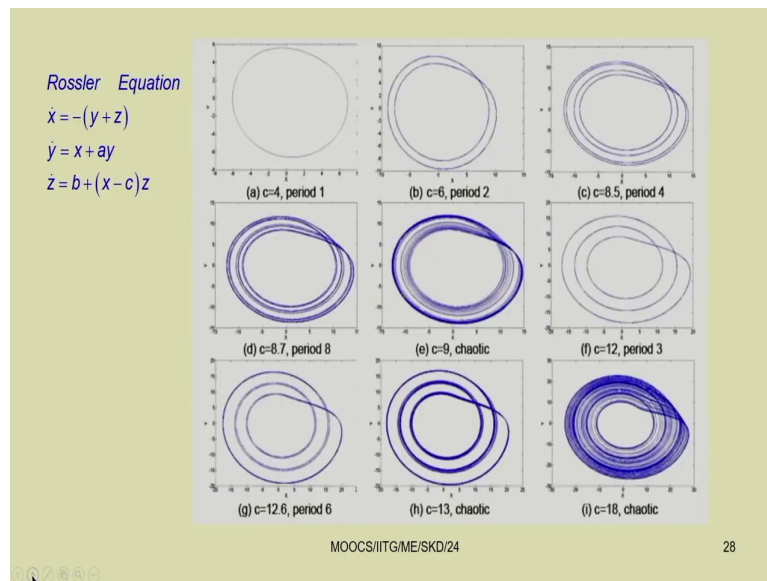 Rossler Equation
ẋ = -(y + z)
ẏ = x + ay
ż = b + (x - c)z
(a) c=4, period 1
(b) c=6, period 2
(c) c=8.5, period 4
(d) c=8.7, period 8
(e) c=9, chaotic
(f) c=12, period 3
(g) c=12.6, period 6
(h) c=13, chaotic
(i) c=18, chaotic
MOOCS/IITG/ME/SKD/24
28